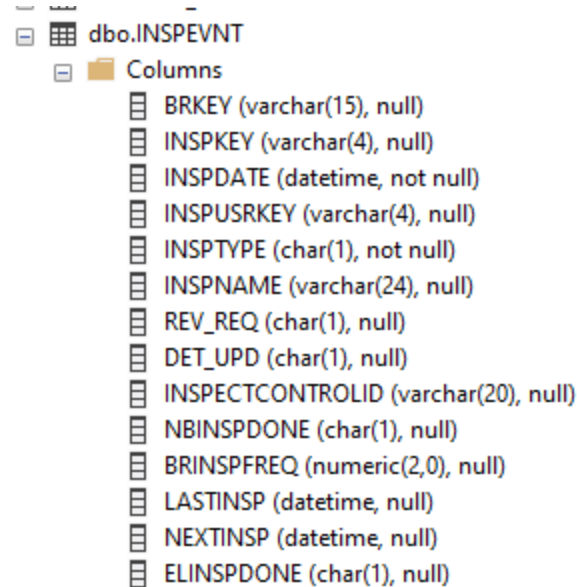 dbo.INSPEVNT
Columns
BRKEY (varchar(15), null)
INSPKEY (varchar(4), null)
INSPDATE (datetime, not null)
INSPUSRKEY (varchar(4), null)
INSPTYPE (char(1), not null)
INSPNAME (varchar(24), null)
REV_REQ (char(1), null)
DET_UPD (char(1), null)
INSPECTCONTROLID (varchar(20), null)
NBINSPDONE (char(1), null)
BRINSPFREQ (numeric(2,0), null)
LASTINSP (datetime, null)
NEXTINSP (datetime, null)
ELINSPDONE (char(1), null)